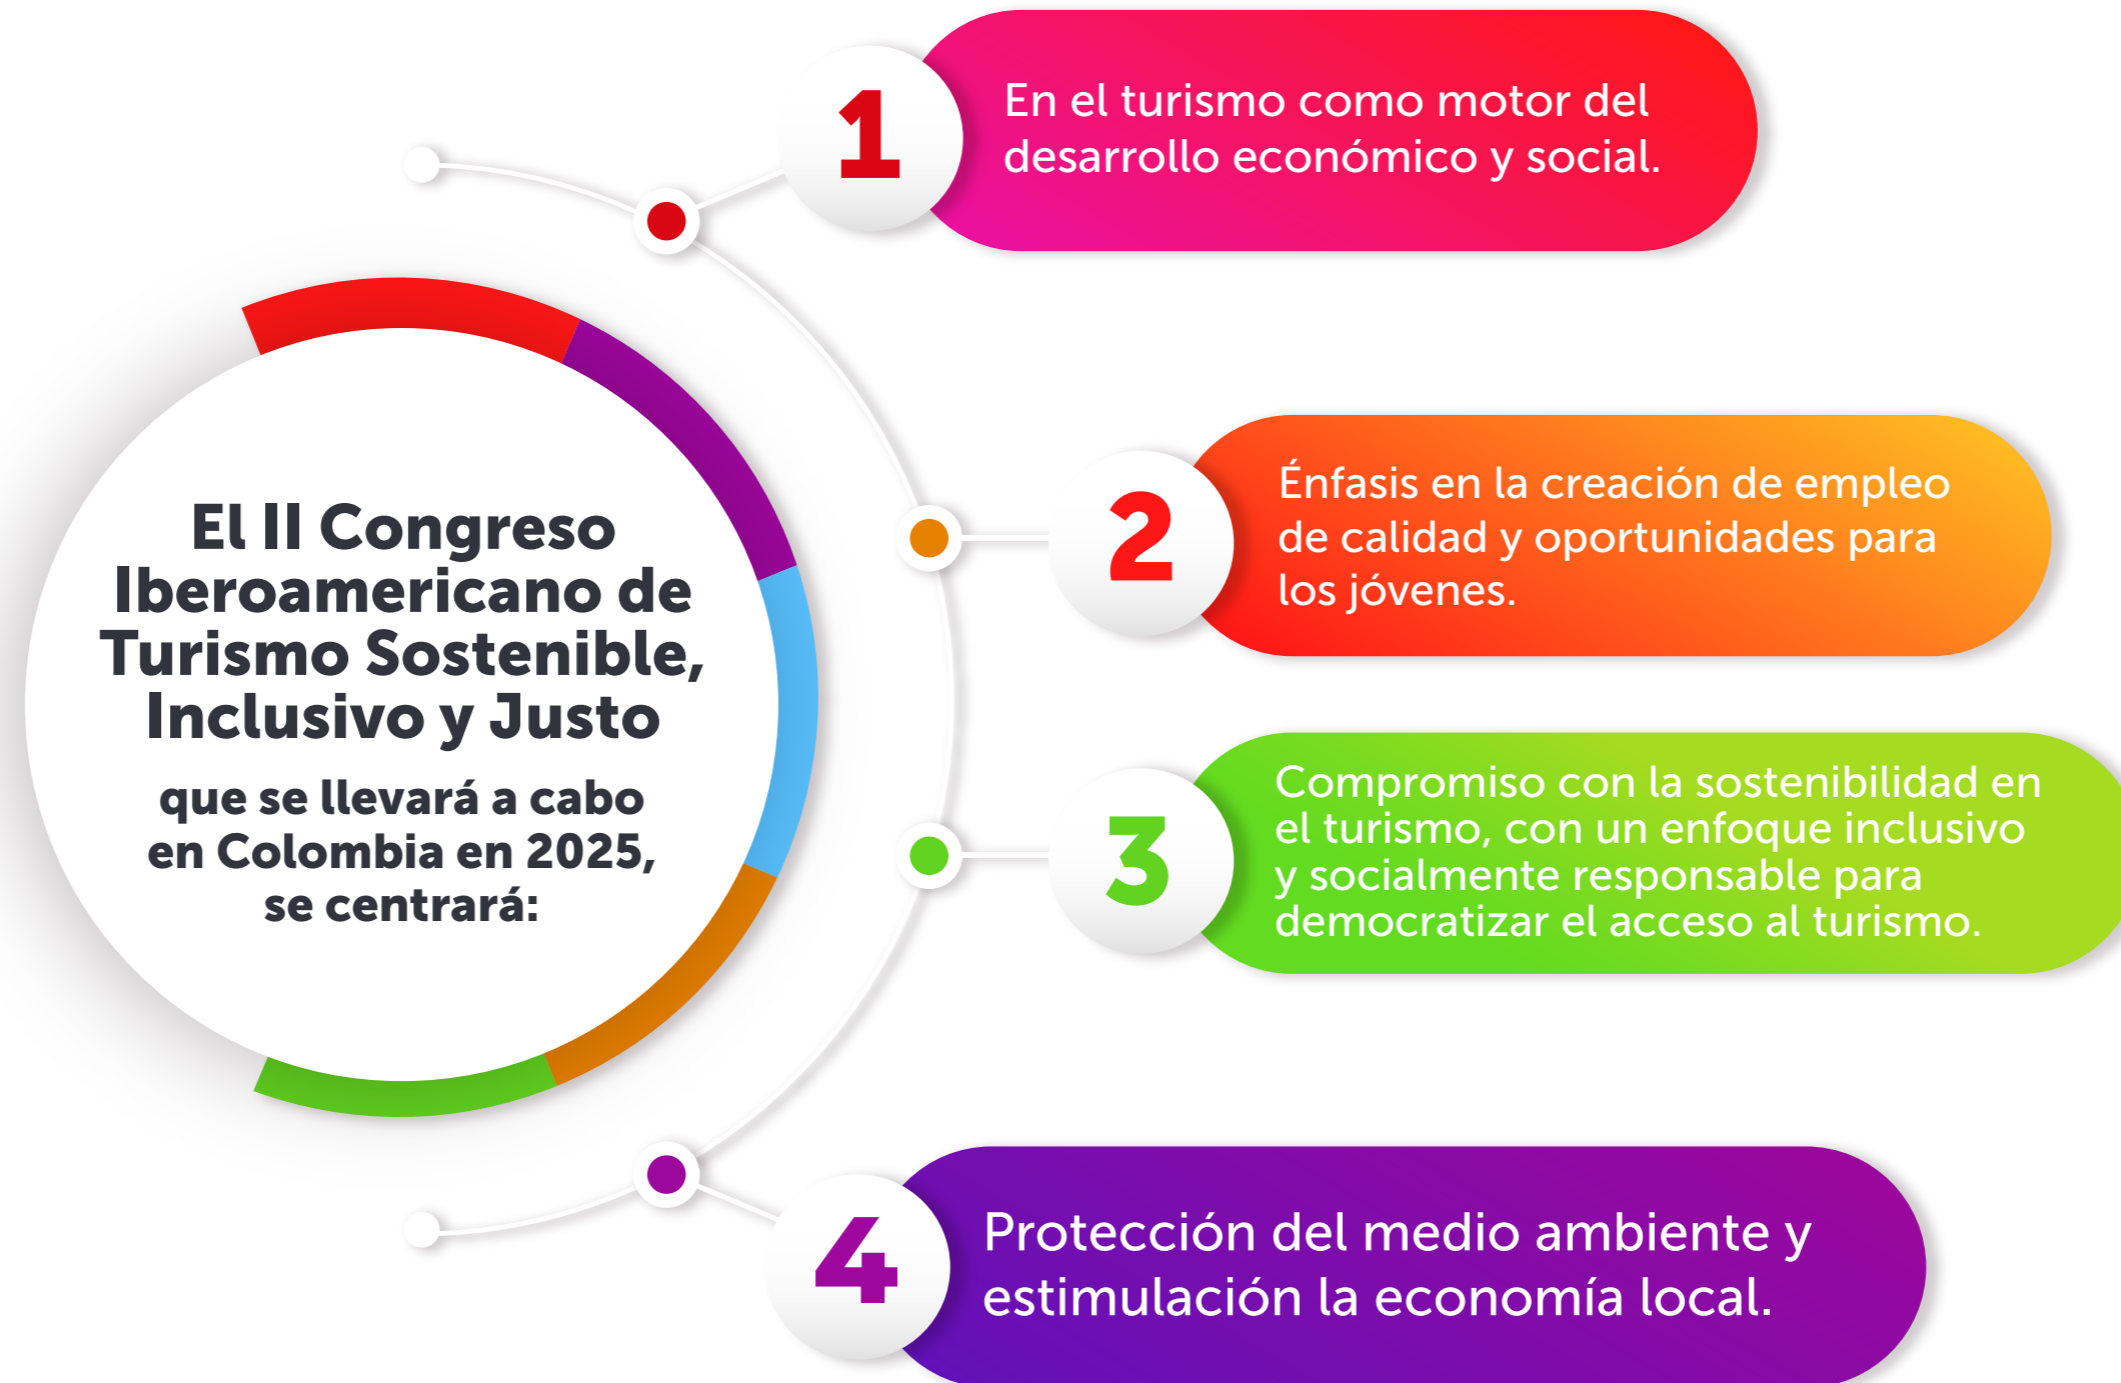 El II Congreso
Iberoamericano de
Turismo Sostenible,
Inclusivo y Justo
que se llevará a cabo
en Colombia en 2025,
se centrará:
1
En el turismo como motor del
desarrollo económico y social.
2
Énfasis en la creación de empleo
de calidad y oportunidades para
los jóvenes.
3
Compromiso con la sostenibilidad en
el turismo, con un enfoque inclusivo
y socialmente responsable para
democratizar el acceso al turismo.
4
Protección del medio ambiente y
estimulación la economía local.